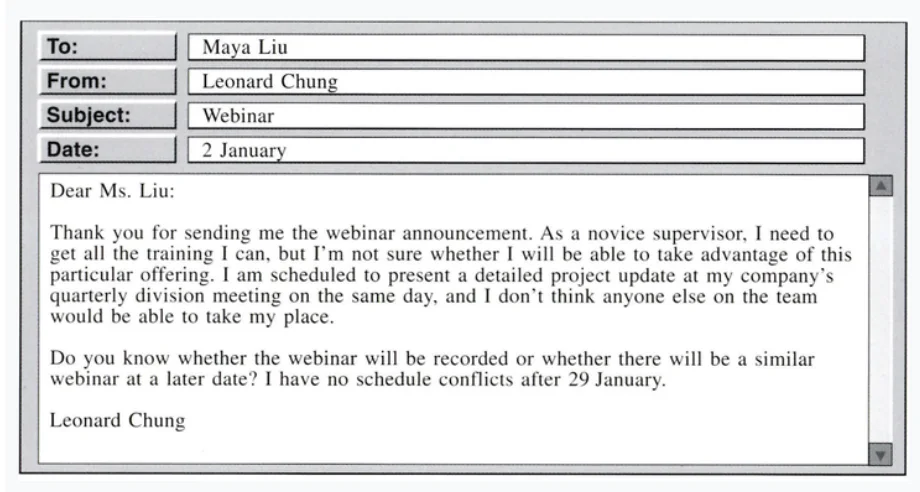 To: Maya Liu
From: Leonard Chung
Subject: Webinar
Date: 2 January
Dear Ms. Liu:
Thank you for sending me the webinar announcement. As a novice supervisor, I need to
get all the training I can, but I'm not sure whether I will be able to take advantage of this
particular offering. I am scheduled to present a detailed project update at my company's
quarterly division meeting on the same day, and I don't think anyone else on the team
would be able to take my place.
Do you know whether the webinar will be recorded or whether there will be a similar
webinar at a later date? I have no schedule conflicts after 29 January.
Leonard Chung